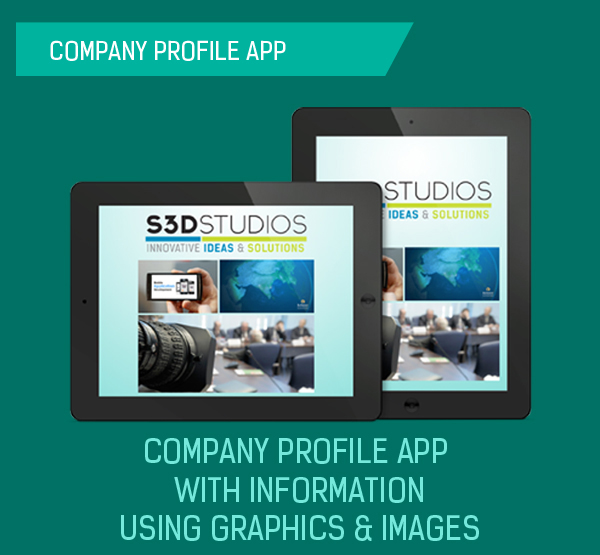 COMPANY PROFILE APP
STUDIOS
IDEAS & SOLUTIONS
S3DSTUDIOS
INNOVATIVE IDEAS & SOLUTIONS
COMPANY PROFILE APP
WITH INFORMATION
USING GRAPHICS & IMAGES